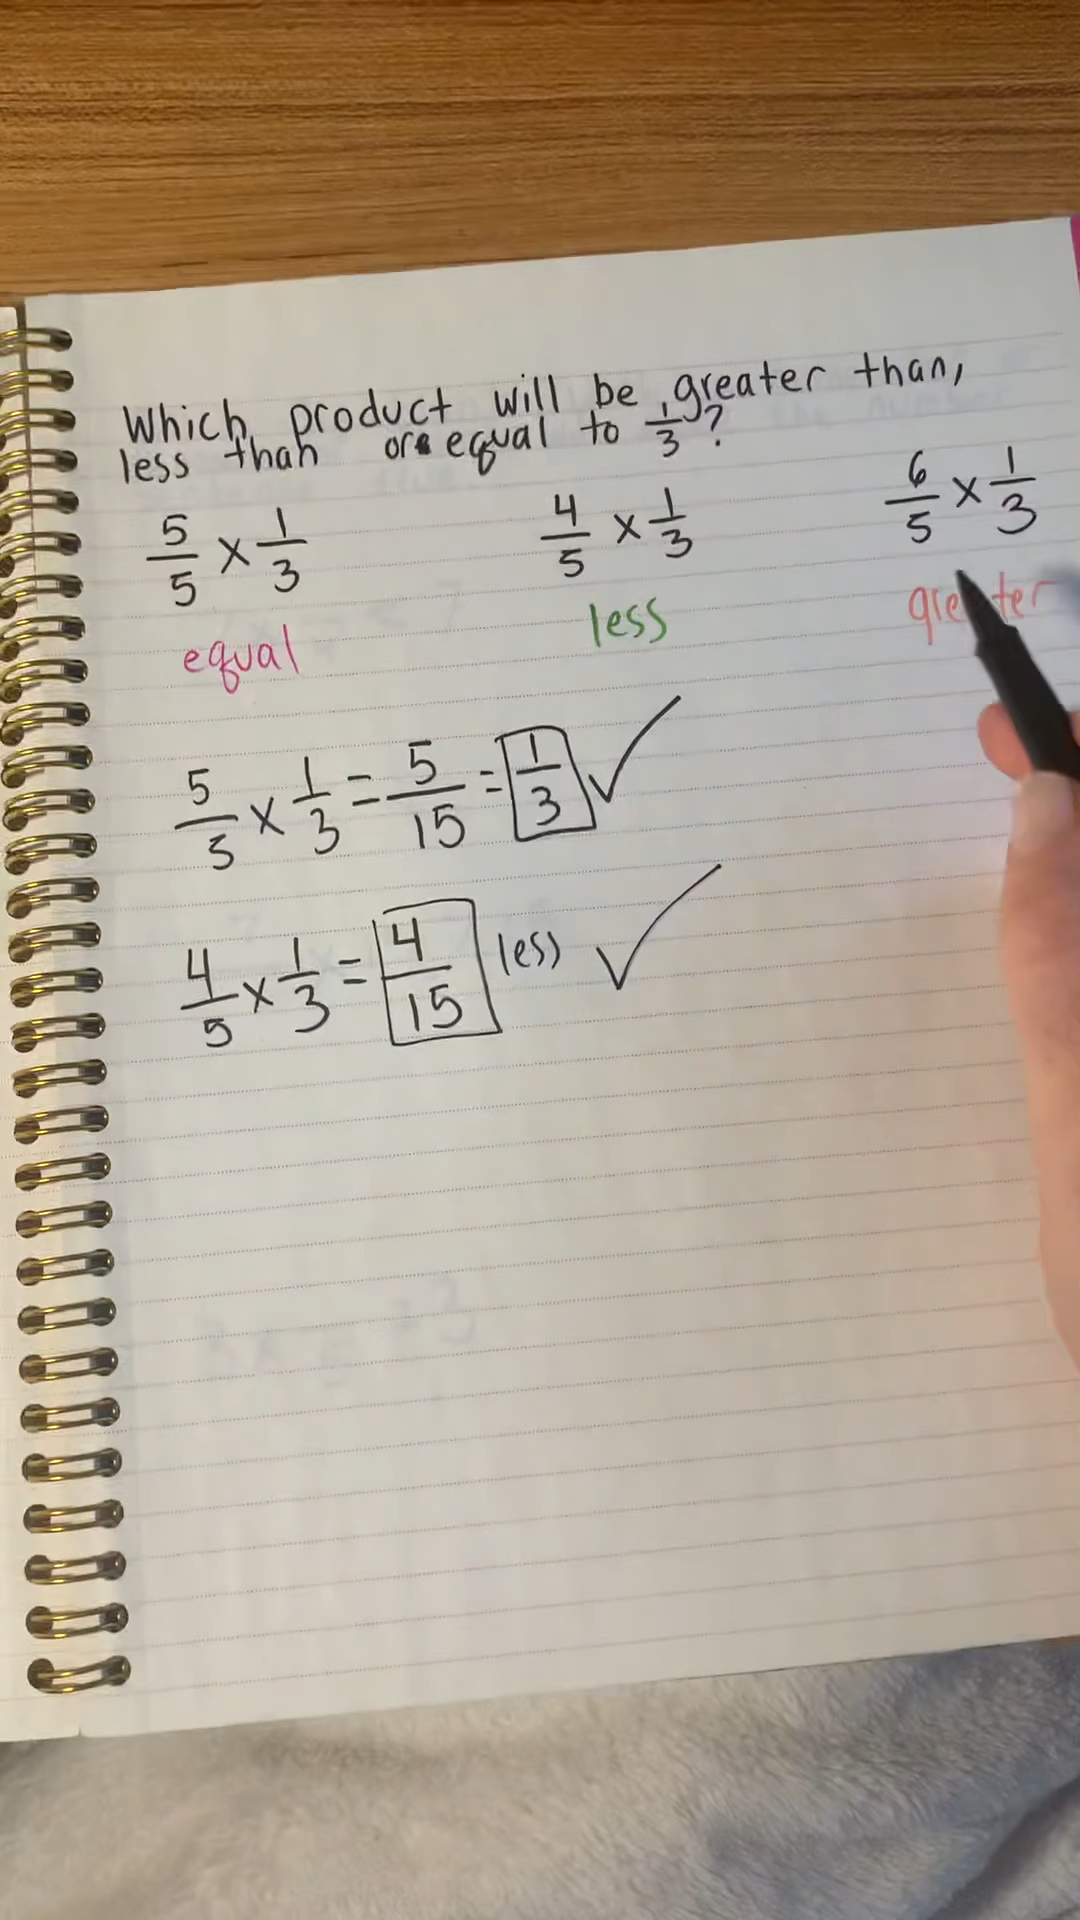 Which product will be greater than,
less than or equal to 1/3?
5/5 × 1/3 4/5 × 1/3 6/5 × 1/3
equal less greater
5/5 × 1/3 = 5/15 = 1/3 ✓
4/5 × 1/3 = 4/15 less ✓